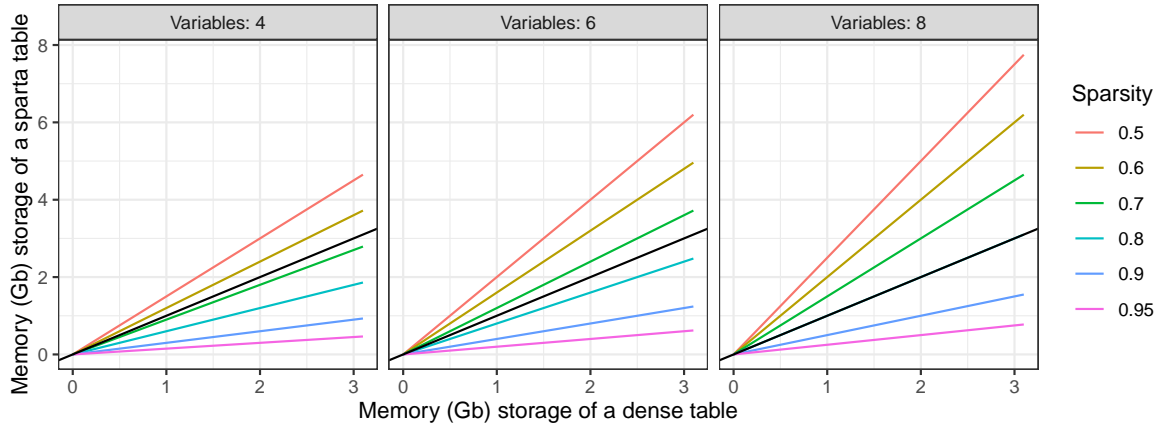 Variables: 4
Variables: 6
Variables: 8
Memory (Gb) storage of a sparta table
8
6
4
2
0
0 1 2 3
0 1 2 3
0 1 2 3
Memory (Gb) storage of a dense table
Sparsity
0.5
0.6
0.7
0.8
0.9
0.95